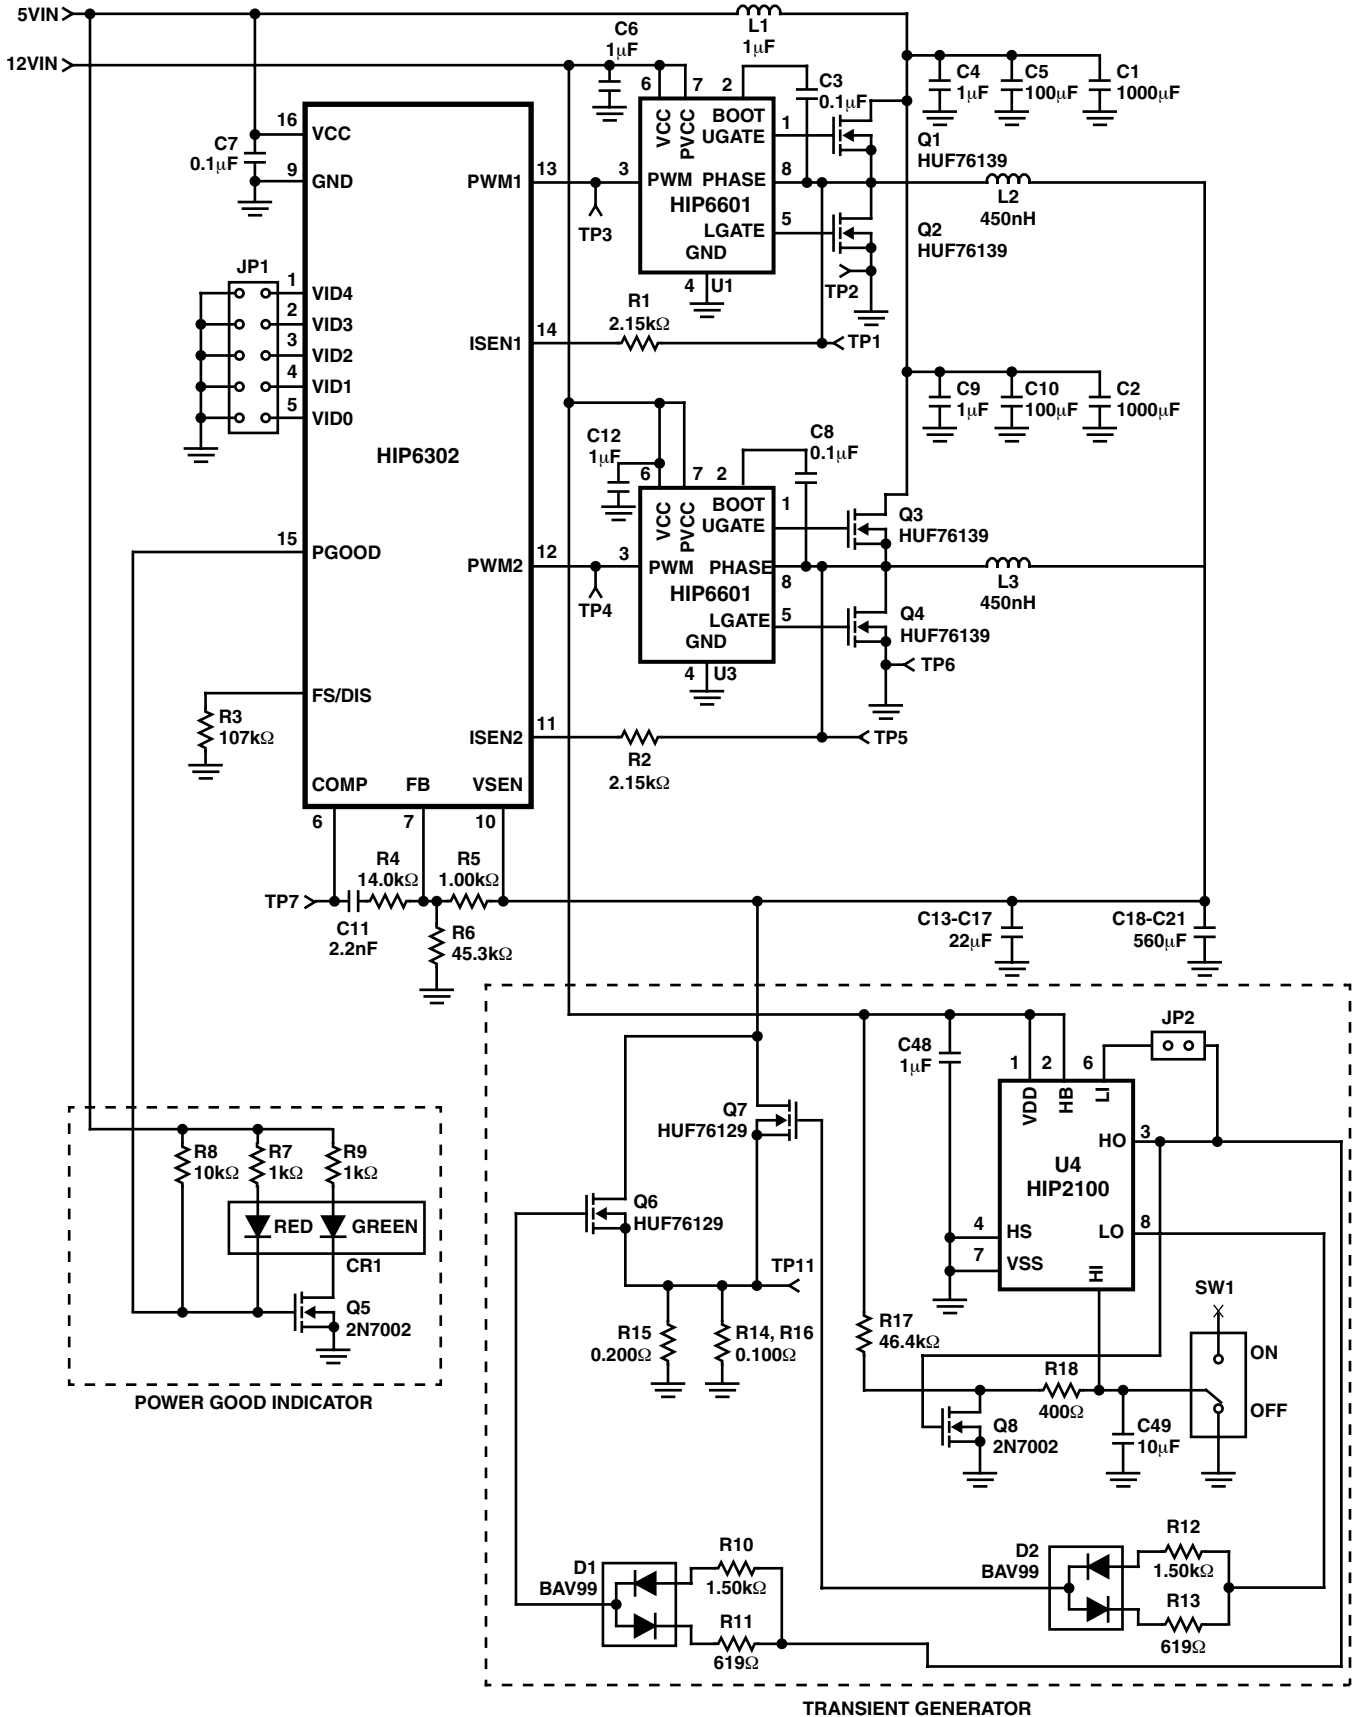 5VIN
12VIN
L1
1μF
C6
1μF
C4
1μF
C5
100μF
C1
1000μF
C3
0.1μF
16
VCC
C7
0.1μF
9
GND
13
PWM1
TP3
3
6
7
2
VCC
PVCC
BOOT
UGATE
1
PWM
PHASE
8
HIP6601
LGATE
5
GND
4
U1
Q1
HUF76139
L2
450nH
Q2
HUF76139
TP2
JP1
1
VID4
2
VID3
3
VID2
4
VID1
5
VID0
R1
2.15kΩ
14
ISEN1
TP1
HIP6302
C9
1μF
C10
100μF
C2
1000μF
C12
1μF
C8
0.1μF
6
7
2
VCC
PVCC
BOOT
UGATE
1
Q3
HUF76139
15
PGOOD
12
PWM2
TP4
3
PWM
PHASE
8
HIP6601
LGATE
5
GND
4
U3
L3
450nH
Q4
HUF76139
TP6
FS/DIS
R3
107kΩ
11
ISEN2
R2
2.15kΩ
TP5
COMP
FB
VSEN
6
7
10
R4
14.0kΩ
R5
1.00kΩ
TP7
C11
2.2nF
R6
45.3kΩ
C13-C17
22μF
C18-C21
560μF
JP2
C48
1μF
1
2
6
VDD
HB
LI
HO
3
U4
HIP2100
4
HS
LO
8
7
VSS
HI
Q7
HUF76129
Q6
HUF76129
TP11
R15
0.200Ω
R14, R16
0.100Ω
R17
46.4kΩ
SW1
ON
OFF
R18
400Ω
Q8
2N7002
C49
10μF
R8
10kΩ
R7
1kΩ
R9
1kΩ
RED
GREEN
CR1
Q5
2N7002
POWER GOOD INDICATOR
D1
BAV99
R10
1.50kΩ
R11
619Ω
D2
BAV99
R12
1.50kΩ
R13
619Ω
TRANSIENT GENERATOR